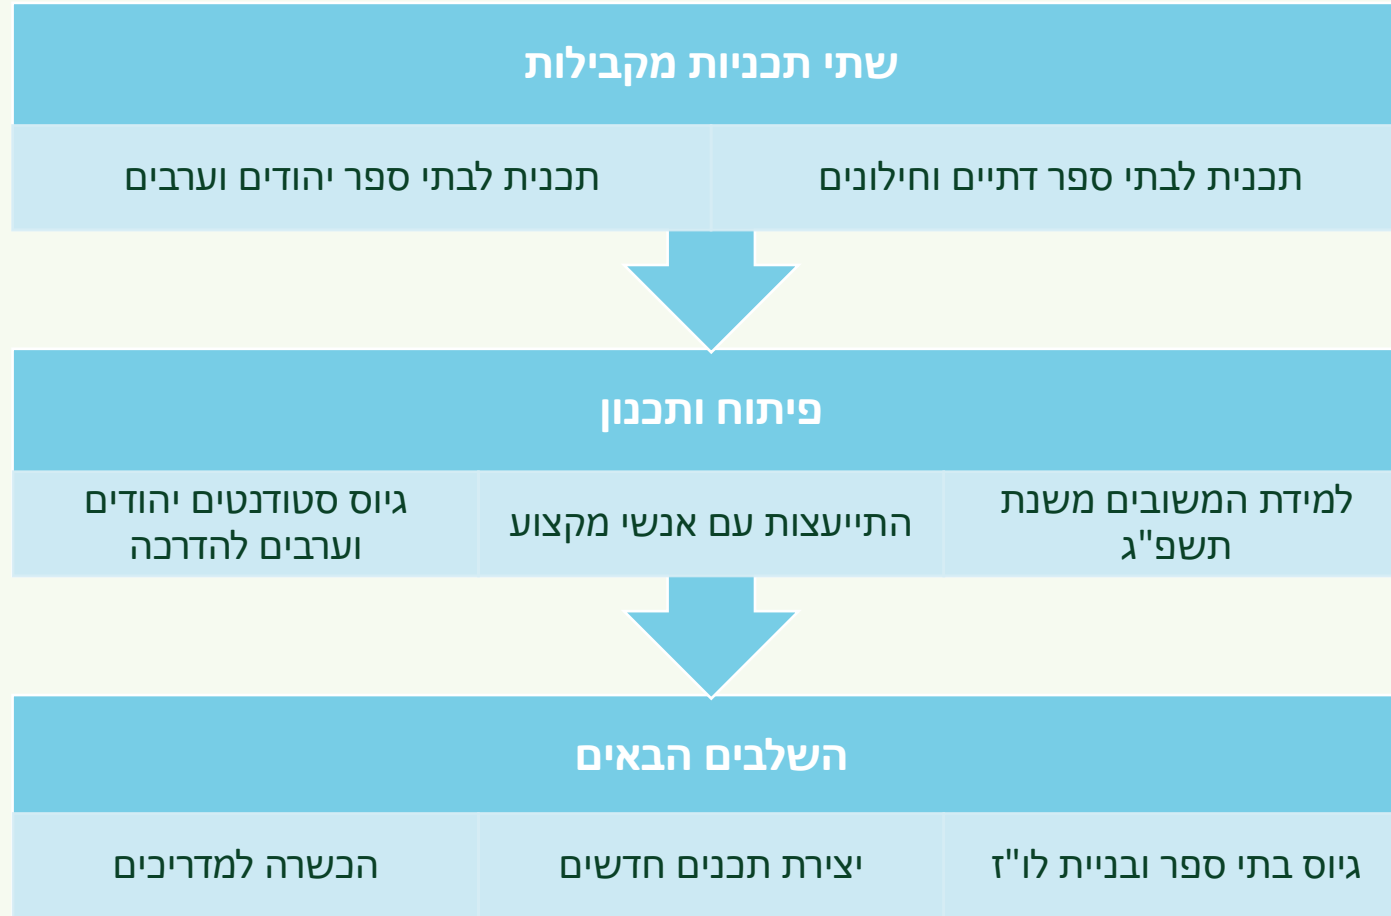 שתי תכניות מקבילות
תכנית לבתי ספר דתיים וחילונים
תכנית לבתי ספר יהודים וערבים
פיתוח ותכנון
למידת המשובים משנת
תשפ"ג
התייעצות עם אנשי מקצוע
גיוס סטודנטים יהודים
וערבים להדרכה
השלבים הבאים
גיוס בתי ספר ובניית לו"ז
יצירת תכנים חדשים
הכשרה למדריכים